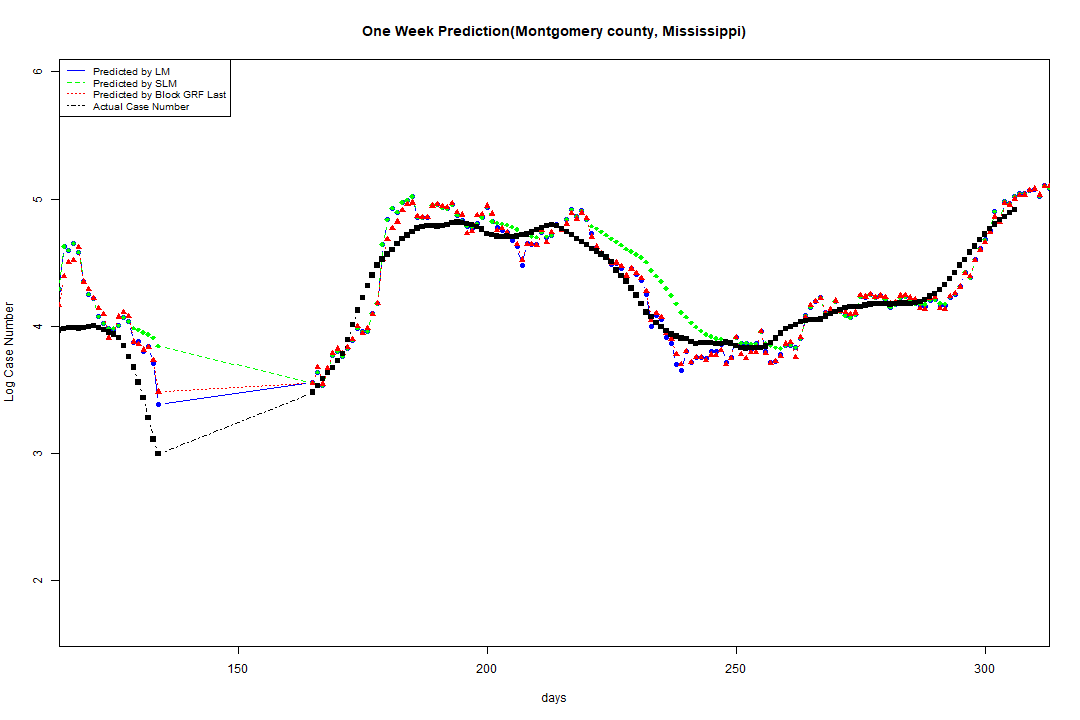 One Week Prediction(Montgomery county, Mississippi)
Predicted by LM
Predicted by SLM
Predicted by Block GRF Last
Actual Case Number
6
5
4
3
2
Log Case Number
150 200 250 300
days